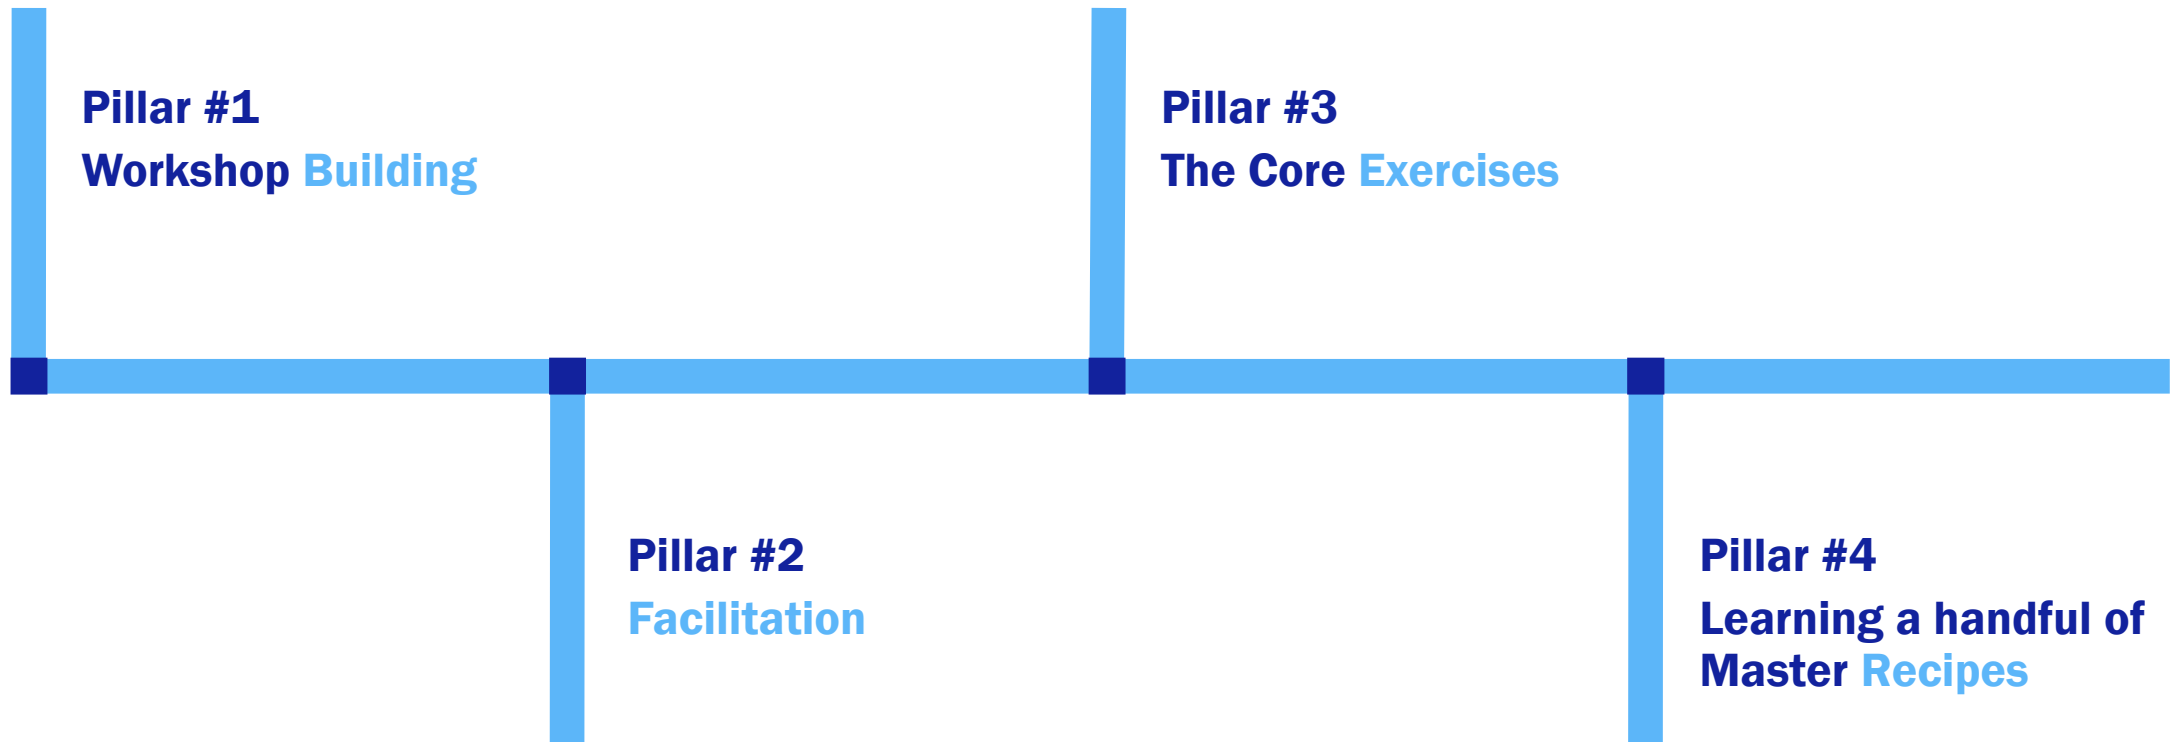 Pillar #1
Workshop Building
Pillar #2
Facilitation
Pillar #3
The Core Exercises
Pillar #4
Learning a handful of
Master Recipes